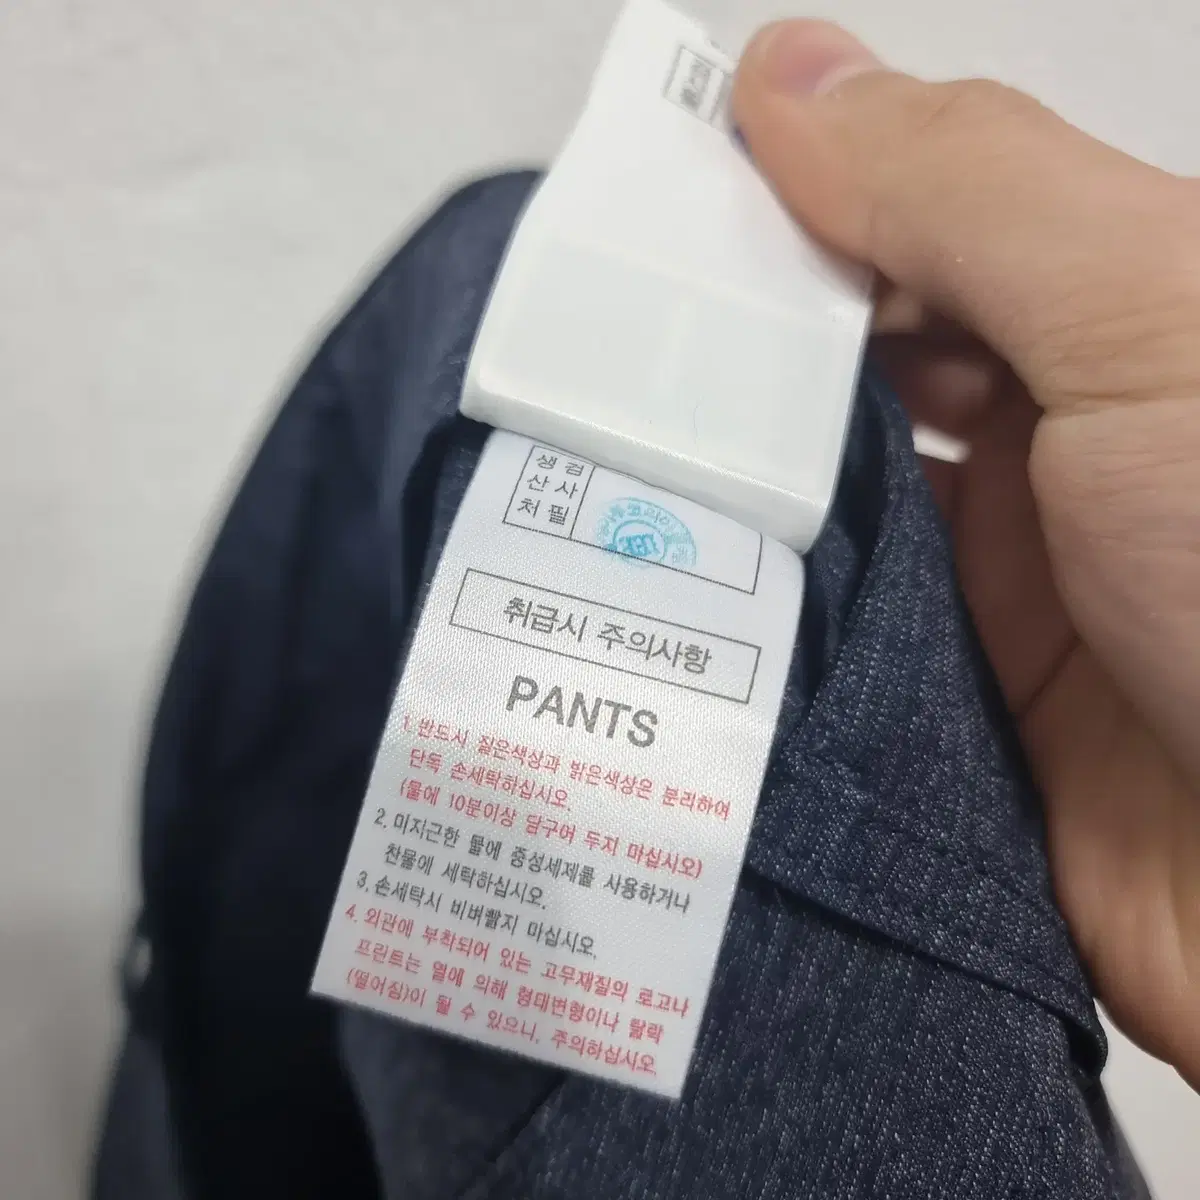 생산처
검사필
취급시 주의사항
PANTS
1. 반드시 짙은색상과 밝은색상은 분리하여
단독 손세탁하십시오.
(물에 10분이상 담구어 두지 마십시오)
2. 미지근한 물에 중성세제를 사용하거나
찬물에 세탁하십시오.
3. 손세탁시 비벼빨지 마십시오.
4. 외관에 부착되어 있는 고무재질의 로고나
프린트는 열에 의해 형태변형이나 탈락
(떨어짐)이 될 수 있으니, 주의하십시오.